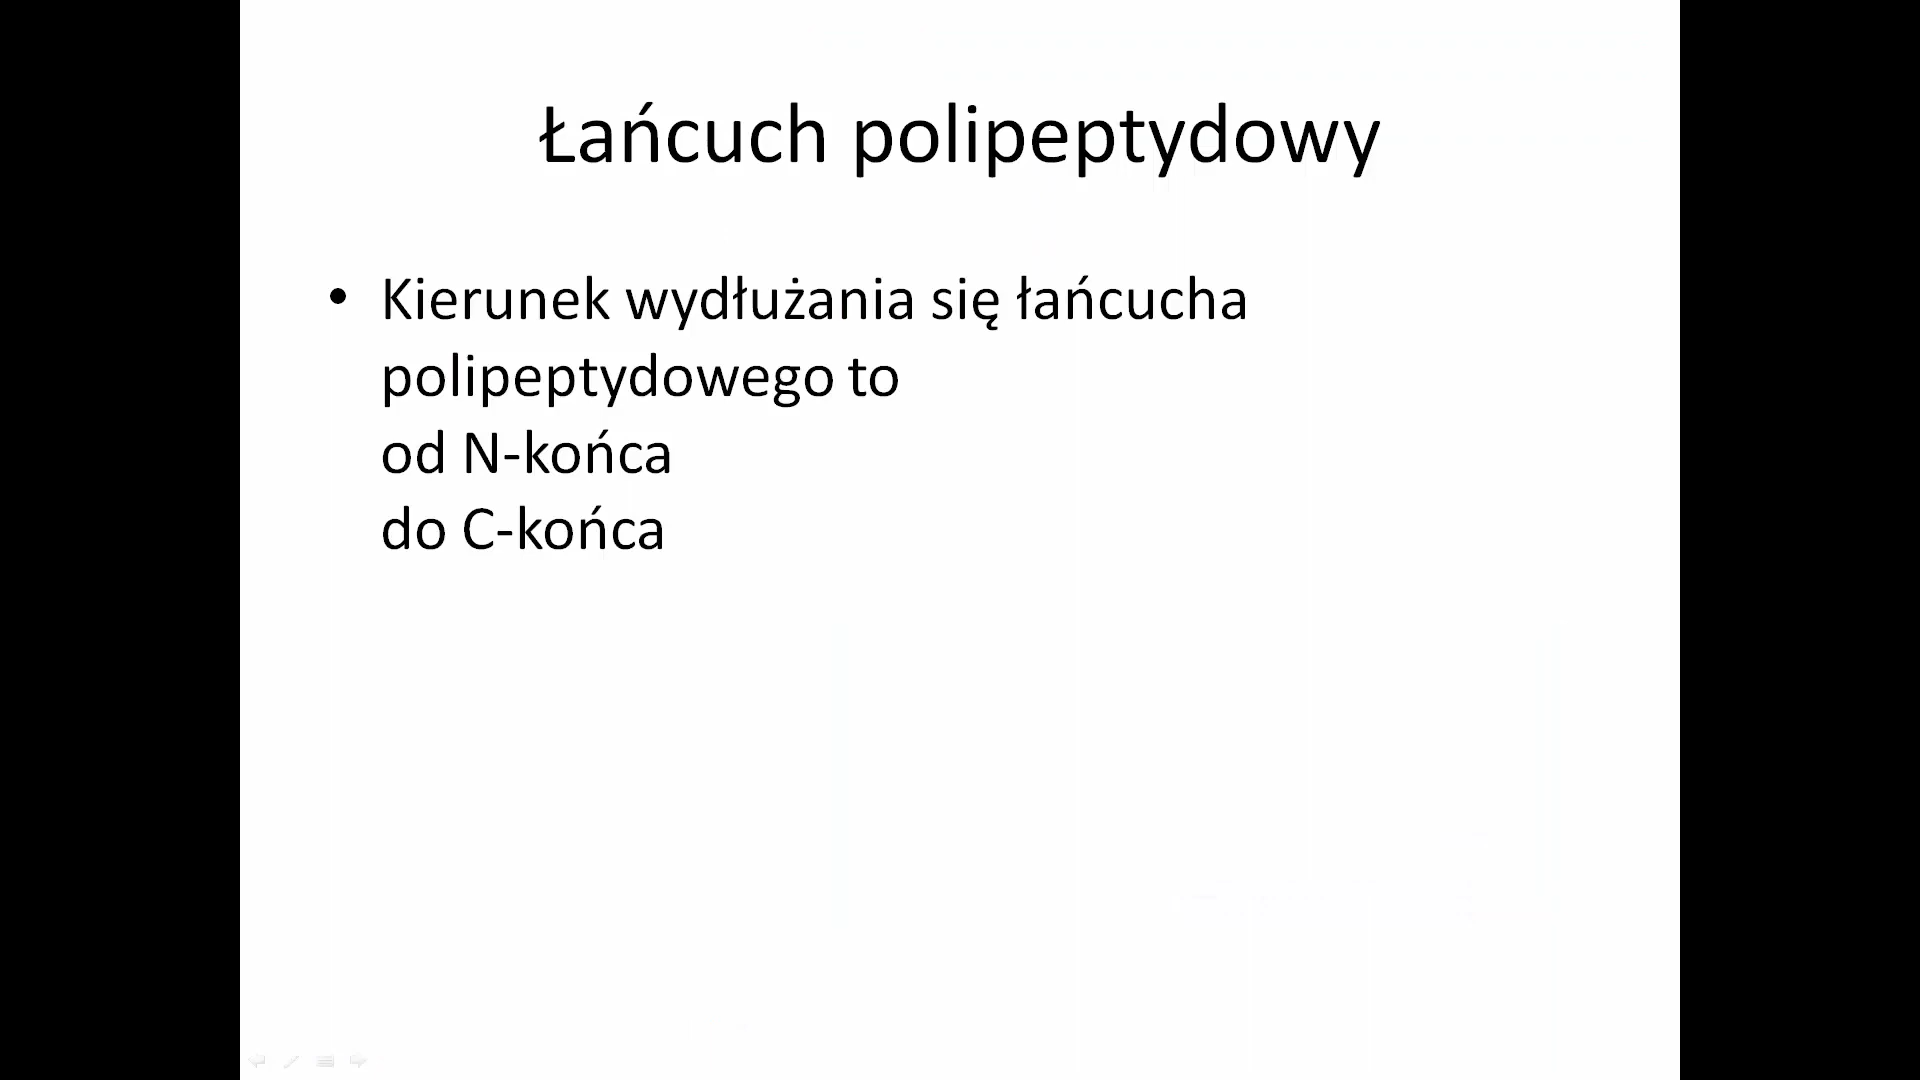 Łańcuch polipeptydowy
• Kierunek wydłużania się łańcucha
polipeptydowego to
od N-końca
do C-końca